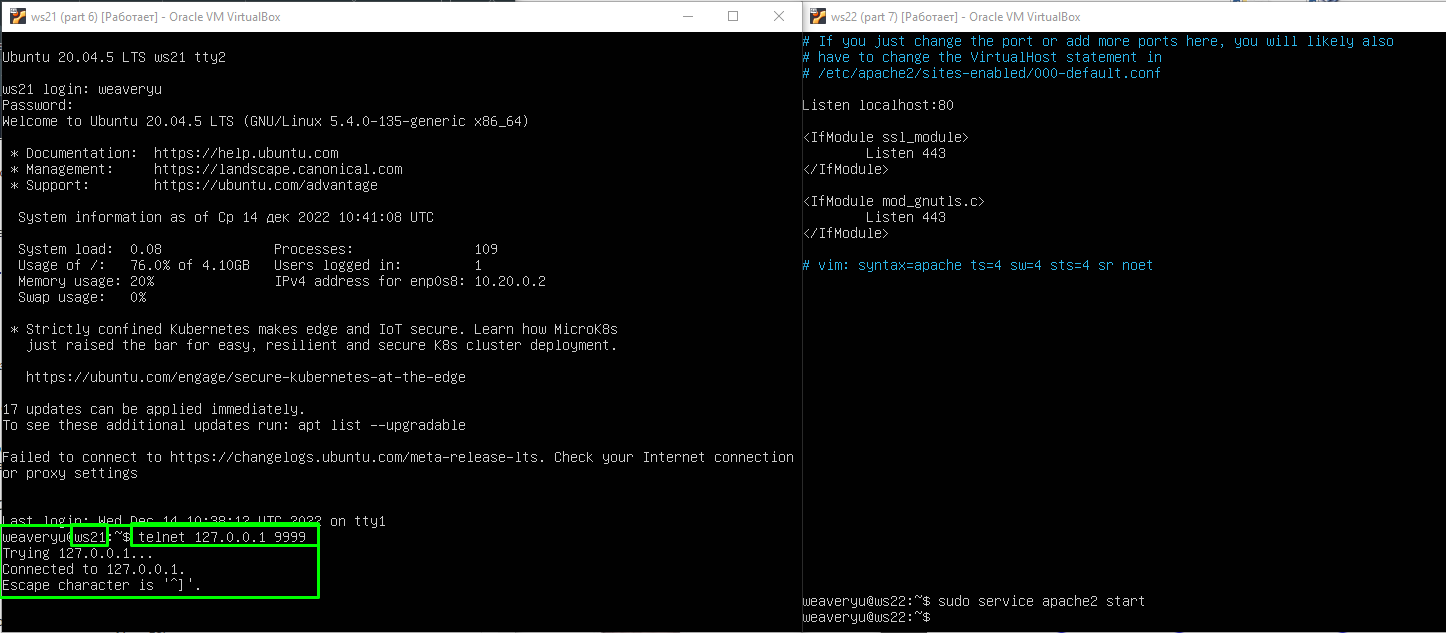 ws21 (part 6) [Работает] - Oracle VM VirtualBox
Ubuntu 20.04.5 LTS ws21 tty2
ws21 login: weaveryu
Password:
Welcome to Ubuntu 20.04.5 LTS (GNU/Linux 5.4.0-135-generic x86_64)
* Documentation:  https://help.ubuntu.com
* Management:     https://landscape.canonical.com
* Support:        https://ubuntu.com/advantage
System information as of Ср 14 дек 2022 10:41:08 UTC
System load:  0.08              Processes:               109
Usage of /:   76.0% of 4.10GB   Users logged in:         1
Memory usage: 20%               IPv4 address for enp0s8: 10.20.0.2
Swap usage:   0%
* Strictly confined Kubernetes makes edge and IoT secure. Learn how MicroK8s
just raised the bar for easy, resilient and secure K8s cluster deployment.
https://ubuntu.com/engage/secure-kubernetes-at-the-edge
17 updates can be applied immediately.
To see these additional updates run: apt list --upgradable
Failed to connect to https://changelogs.ubuntu.com/meta-release-lts. Check your Internet connection
or proxy settings
Last login: Wed Dec 14 10:38:12 UTC 2022 on tty1
weaveryu@ws21:~$ telnet 127.0.0.1 9999
Trying 127.0.0.1...
Connected to 127.0.0.1.
Escape character is '^]'.
ws22 (part 7) [Работает] - Oracle VM VirtualBox
# If you just change the port or add more ports here, you will likely also
# have to change the VirtualHost statement in
# /etc/apache2/sites-enabled/000-default.conf
Listen localhost:80
<IfModule ssl_module>
Listen 443
</IfModule>
<IfModule mod_gnutls.c>
Listen 443
</IfModule>
# vim: syntax=apache ts=4 sw=4 sts=4 sr noet
weaveryu@ws22:~$ sudo service apache2 start
weaveryu@ws22:~$